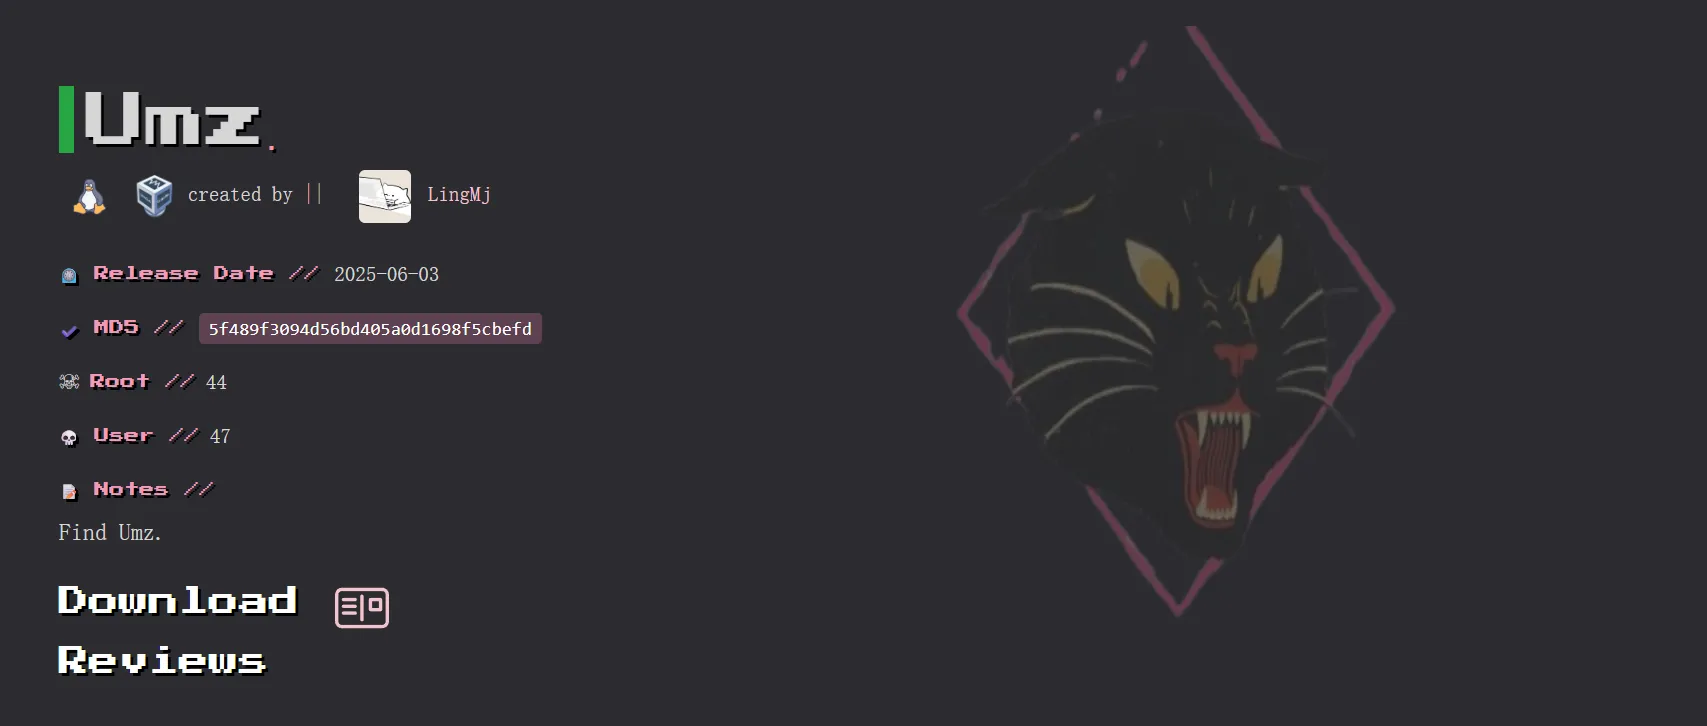 Umz.
created by || LingMj
Release Date // 2025-06-03
MD5 // 5f489f3094d56bd405a0d1698f5cbefd
Root // 44
User // 47
Notes //
Find Umz.
Download
Reviews